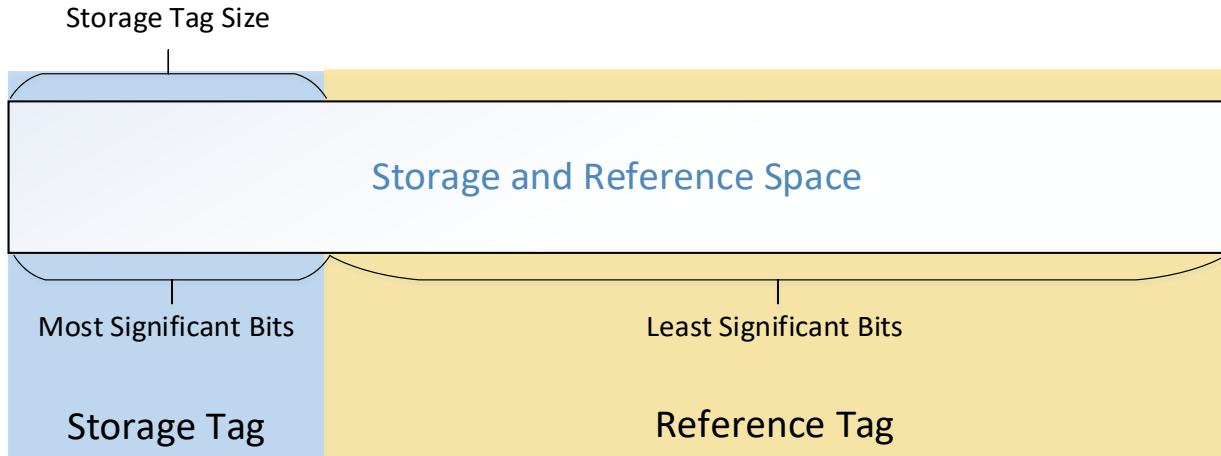 Storage Tag Size
Storage and Reference Space
Most Significant Bits
Least Significant Bits
Storage Tag
Reference Tag